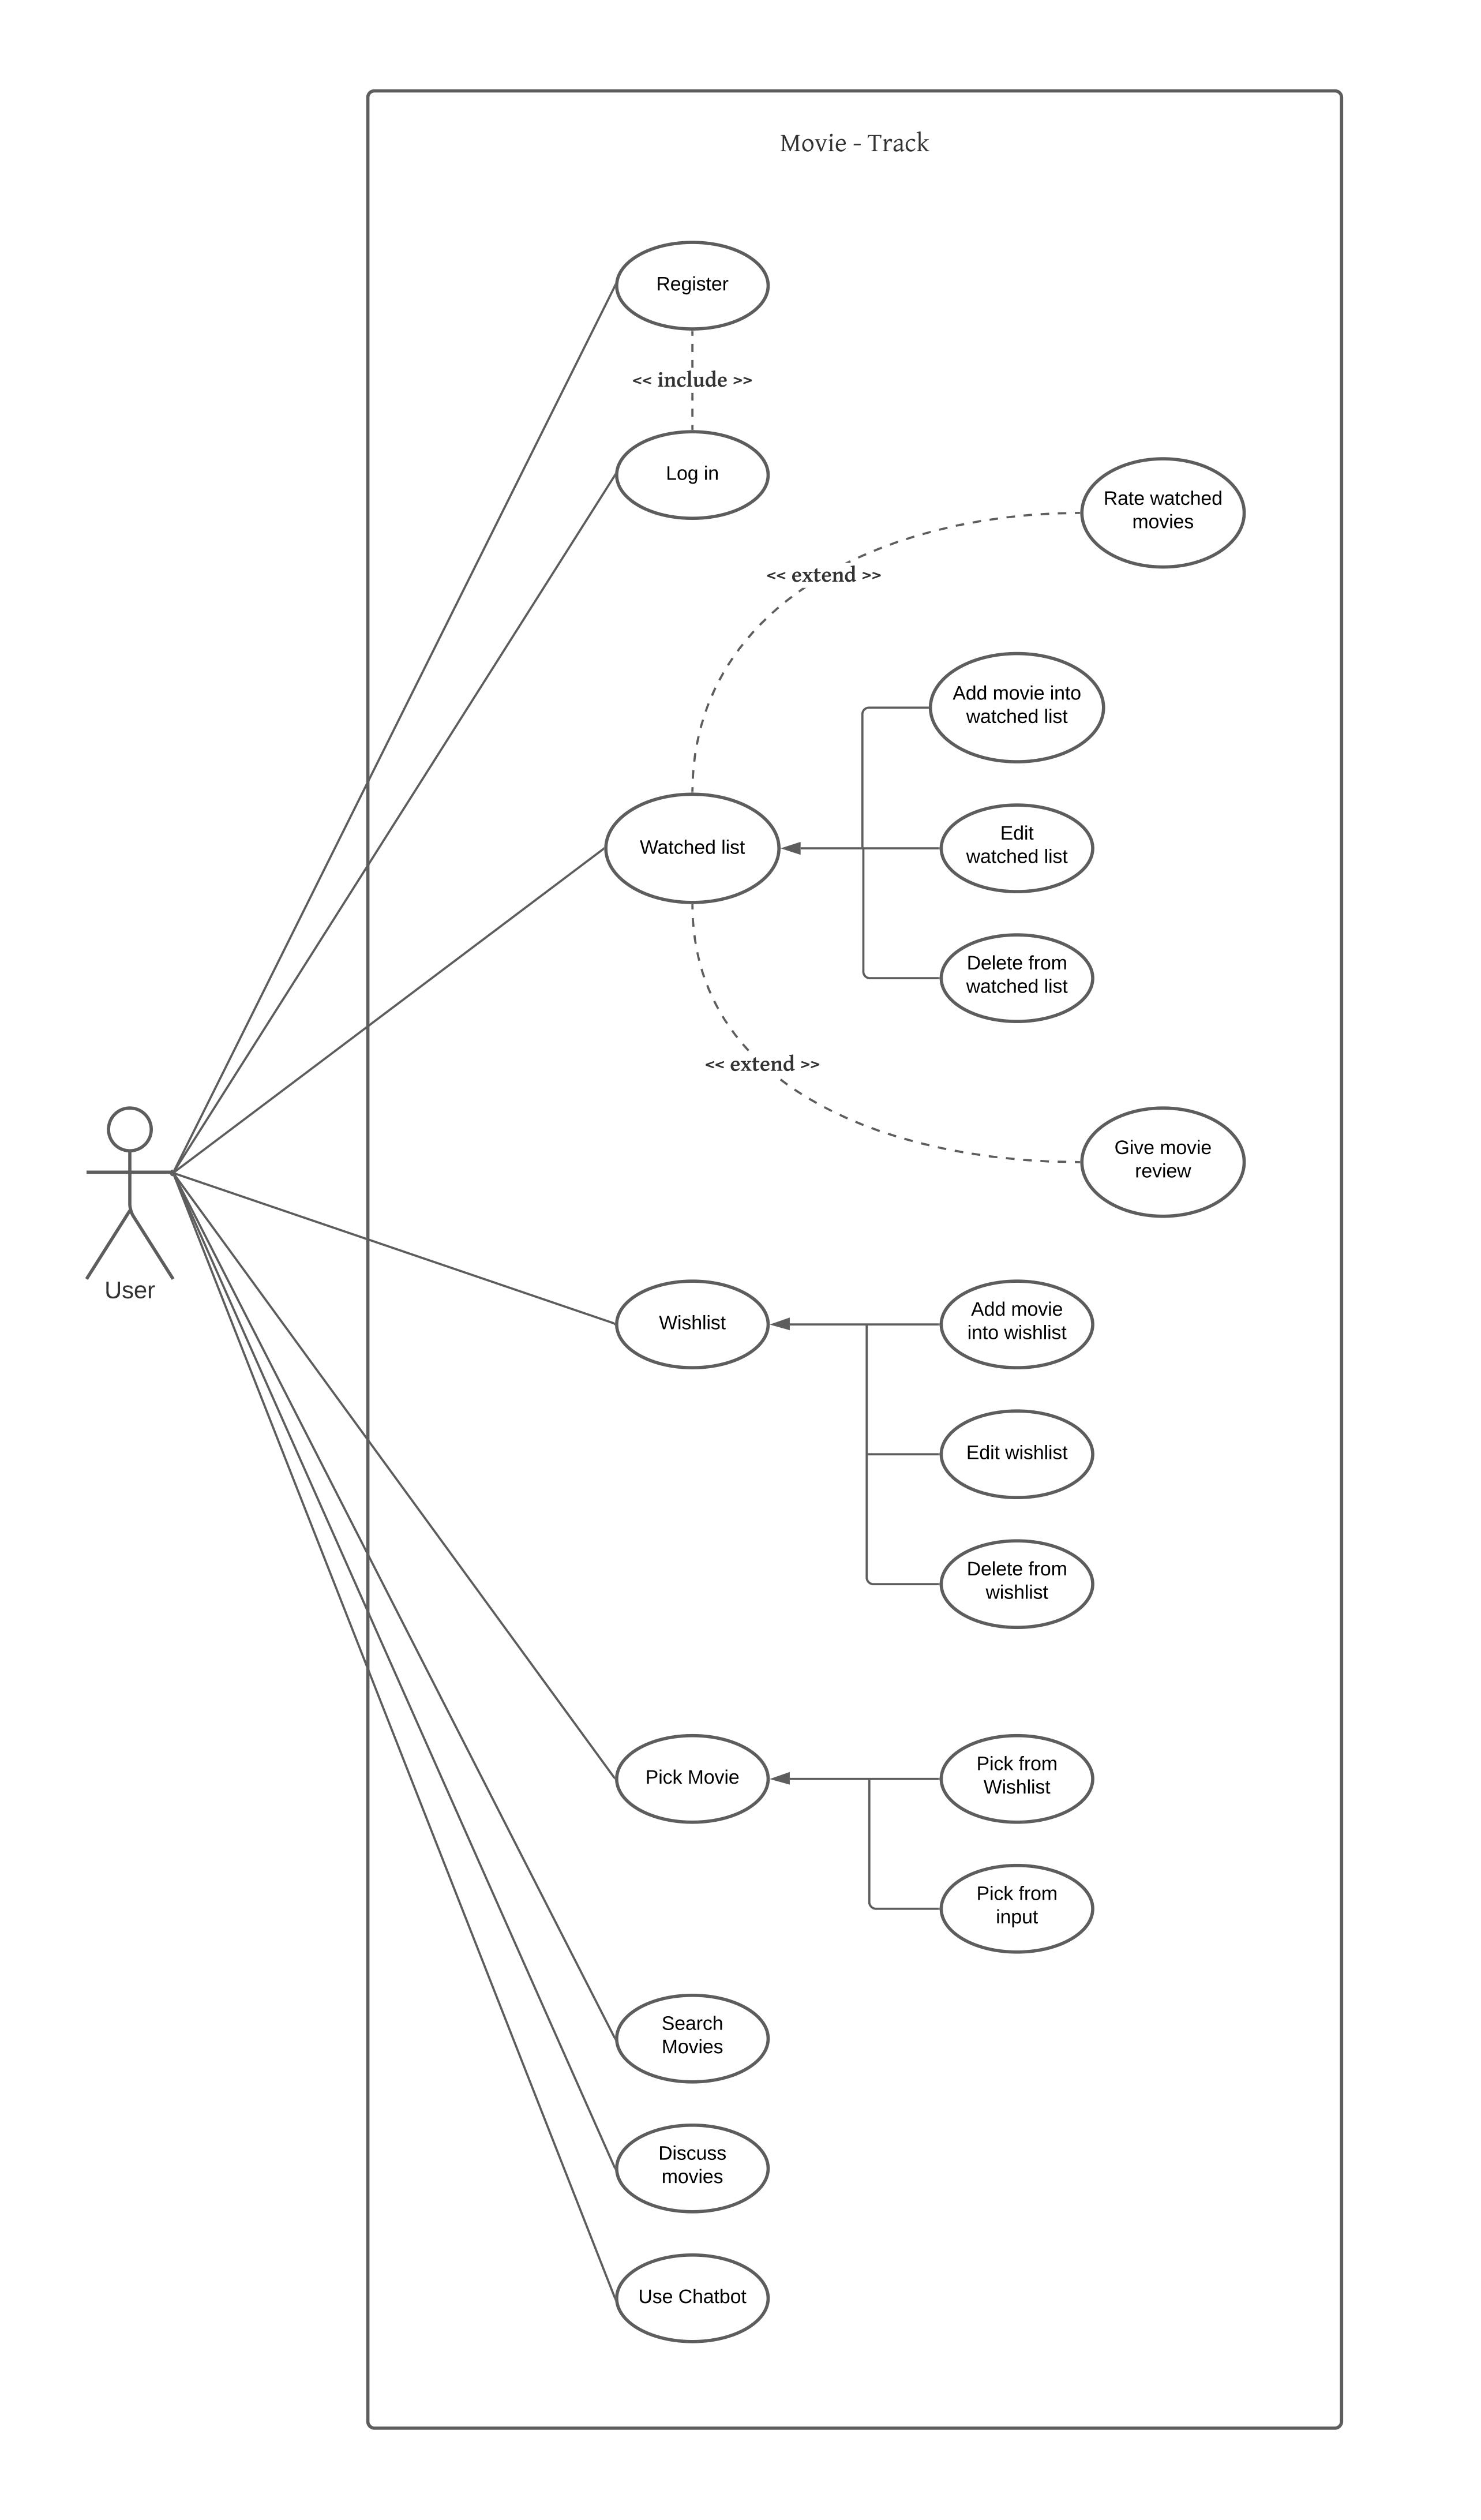 Movie - Track
Register
<< include >>
Log in
Rate watched
movies
<< extend >>
Add movie into
watched list
Watched list
Edit
watched list
Delete from
watched list
<< extend >>
Give movie
review
User
Wishlist
Add movie
into wishlist
Edit wishlist
Delete from
wishlist
Pick Movie
Pick from
Wishlist
Pick from
input
Search
Movies
Discuss
movies
Use Chatbot